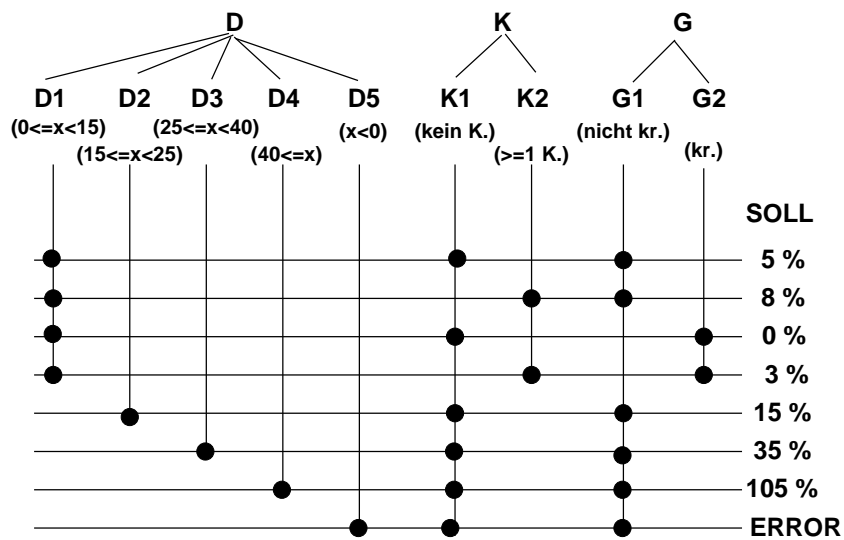 D K G
D1 D2 D3 D4 D5 K1 K2 G1 G2
(0<=x<15) (25<=x<40) (x<0) (kein K.) (nicht kr.)
(15<=x<25) (40<=x) (>=1 K.) (kr.)
SOLL
5 %
8 %
0 %
3 %
15 %
35 %
105 %
ERROR